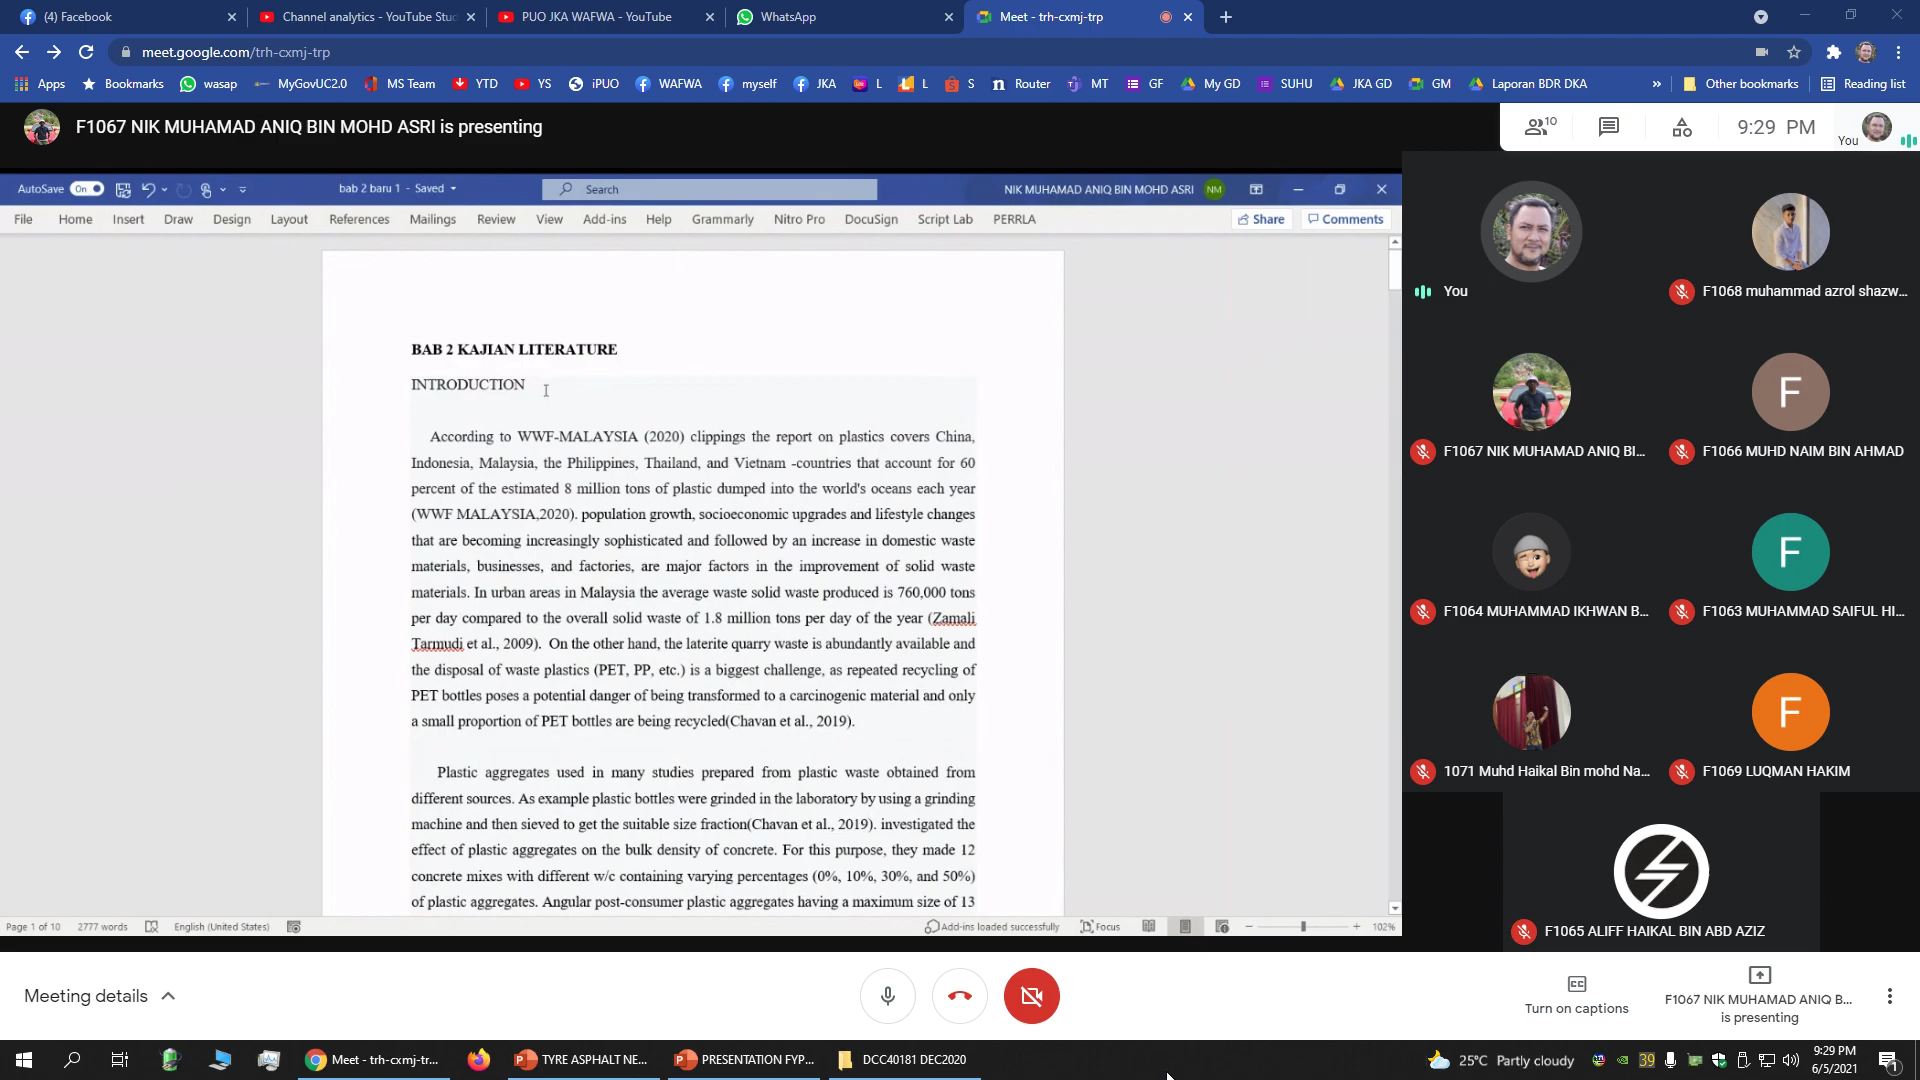 (4) Facebook
Channel analytics - YouTube Stud
PUO JKA WAFWA - YouTube
WhatsApp
Meet - trh-cxmj-trp
meet.google.com/trh-cxmj-trp
Apps Bookmarks wasap MyGovUC2.0 MS Team YTD YS iPUO WAFWA myself JKA L L S Router MT GF My GD SUHU JKA GD GM Laporan BDR DKA » Other bookmarks Reading list
F1067 NIK MUHAMAD ANIQ BIN MOHD ASRI is presenting
10
9:29 PM
You
AutoSave On
bab 2 baru 1 - Saved
Search
NIK MUHAMAD ANIQ BIN MOHD ASRI NM
File Home Insert Draw Design Layout References Mailings Review View Add-ins Help Grammarly Nitro Pro DocuSign Script Lab PERRLA Share Comments
BAB 2 KAJIAN LITERATURE
INTRODUCTION
According to WWF-MALAYSIA (2020) clippings the report on plastics covers China,
Indonesia, Malaysia, the Philippines, Thailand, and Vietnam -countries that account for 60
percent of the estimated 8 million tons of plastic dumped into the world's oceans each year
(WWF MALAYSIA,2020). population growth, socioeconomic upgrades and lifestyle changes
that are becoming increasingly sophisticated and followed by an increase in domestic waste
materials, businesses, and factories, are major factors in the improvement of solid waste
materials. In urban areas in Malaysia the average waste solid waste produced is 760,000 tons
per day compared to the overall solid waste of 1.8 million tons per day of the year (Zamali
Tarmudi et al., 2009). On the other hand, the laterite quarry waste is abundantly available and
the disposal of waste plastics (PET, PP, etc.) is a biggest challenge, as repeated recycling of
PET bottles poses a potential danger of being transformed to a carcinogenic material and only
a small proportion of PET bottles are being recycled(Chavan et al., 2019).
Plastic aggregates used in many studies prepared from plastic waste obtained from
different sources. As example plastic bottles were grinded in the laboratory by using a grinding
machine and then sieved to get the suitable size fraction(Chavan et al., 2019). investigated the
effect of plastic aggregates on the bulk density of concrete. For this purpose, they made 12
concrete mixes with different w/c containing varying percentages (0%, 10%, 30%, and 50%)
of plastic aggregates. Angular post-consumer plastic aggregates having a maximum size of 13
Page 1 of 10 2777 words English (United States) Add-ins loaded successfully Focus 102%
You
F1068 muhammad azrol shazw...
F1067 NIK MUHAMAD ANIQ BI...
F
F1066 MUHD NAIM BIN AHMAD
F1064 MUHAMMAD IKHWAN B...
F
F1063 MUHAMMAD SAIFUL HI...
1071 Muhd Haikal Bin mohd Na...
F
F1069 LUQMAN HAKIM
F1065 ALIFF HAIKAL BIN ABD AZIZ
Meeting details
Turn on captions
F1067 NIK MUHAMAD ANIQ B...
is presenting
Meet - trh-cxmj-tr...
TYRE ASPHALT NE...
PRESENTATION FYP...
DCC40181 DEC2020
25°C Partly cloudy
39
9:29 PM
6/5/2021
1